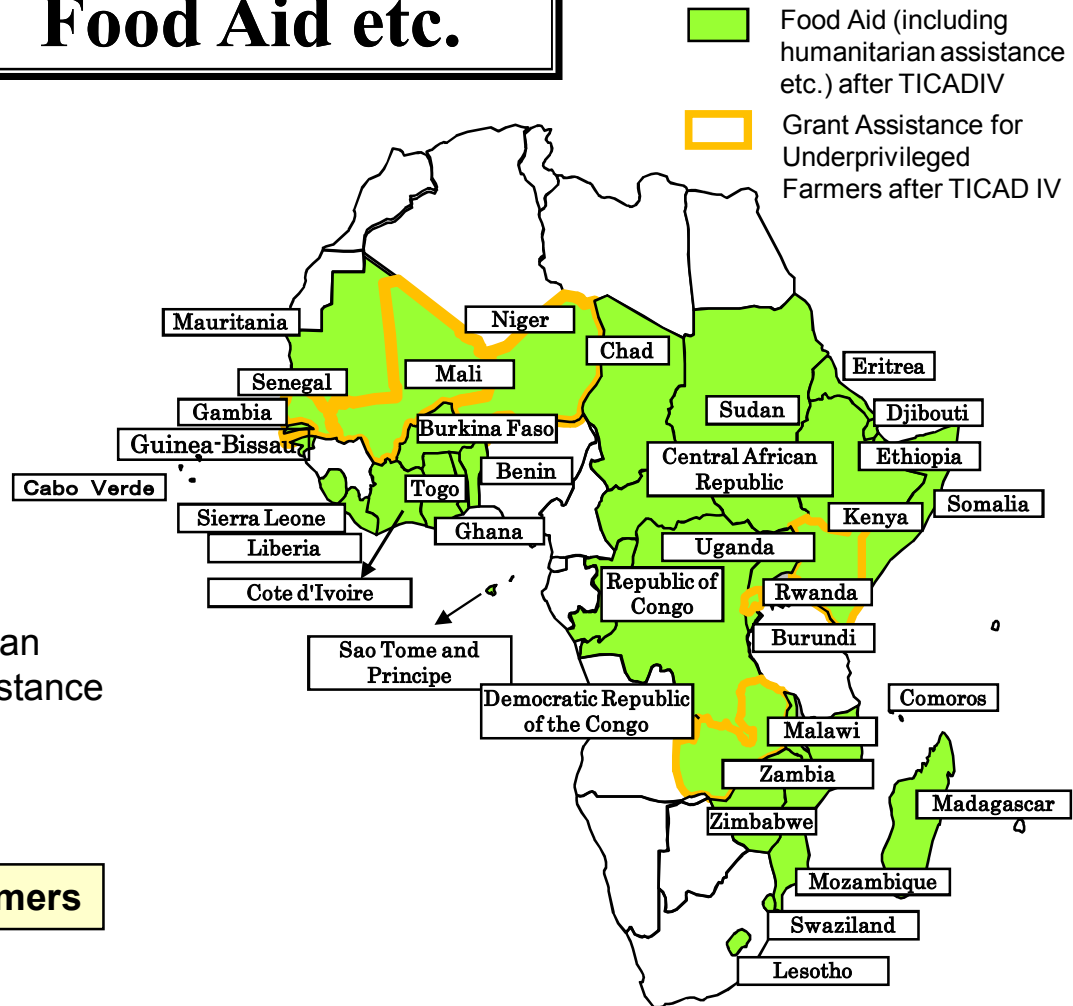 Food Aid etc.
Food Aid (including
humanitarian assistance
etc.) after TICADIV
Grant Assistance for
Underprivileged
Farmers after TICAD IV
Mauritania
Niger
Chad
Senegal
Mali
Eritrea
Gambia
Sudan
Djibouti
Burkina Faso
Guinea-Bissau
Ethiopia
Central African
Republic
Benin
Cabo Verde
Togo
Somalia
Sierra Leone
Kenya
Ghana
Liberia
Uganda
Cote d'Ivoire
Republic of
Congo
Rwanda
Burundi
an
stance
Sao Tome and
Principe
Democratic Republic
of the Congo
Comoros
Malawi
Zambia
Madagascar
Zimbabwe
mers
Mozambique
Swaziland
Lesotho